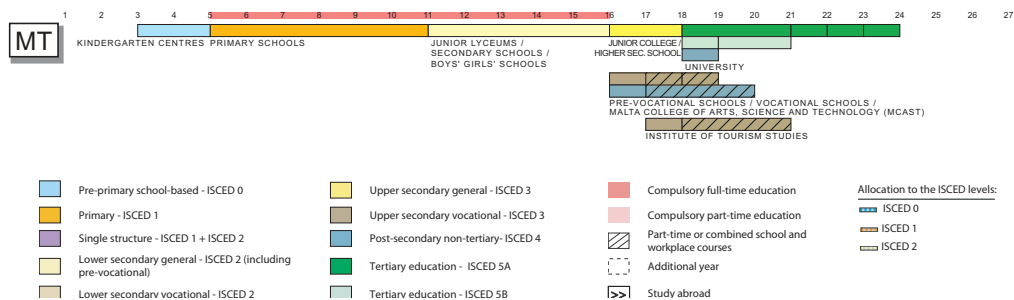 1 2 3 4 5 6 7 8 9 10 11 12 13 14 15 16 17 18 19 20 21 22 23 24 25 26 27
MT
KINDERGARTEN CENTRES
PRIMARY SCHOOLS
JUNIOR LYCEUMS /
SECONDARY SCHOOLS /
BOYS' GIRLS' SCHOOLS
JUNIOR COLLEGE /
HIGHER SEC. SCHOOL
UNIVERSITY
PRE-VOCATIONAL SCHOOLS / VOCATIONAL SCHOOLS /
MALTA COLLEGE OF ARTS, SCIENCE AND TECHNOLOGY (MCAST)
INSTITUTE OF TOURISM STUDIES
Pre-primary school-based - ISCED 0
Primary - ISCED 1
Single structure - ISCED 1 + ISCED 2
Lower secondary general - ISCED 2 (including
pre-vocational)
Lower secondary vocational - ISCED 2
Upper secondary general - ISCED 3
Upper secondary vocational - ISCED 3
Post-secondary non-tertiary- ISCED 4
Tertiary education - ISCED 5A
Tertiary education - ISCED 5B
Compulsory full-time education
Compulsory part-time education
Part-time or combined school and
workplace courses
Additional year
>> Study abroad
Allocation to the ISCED levels:
ISCED 0
ISCED 1
ISCED 2